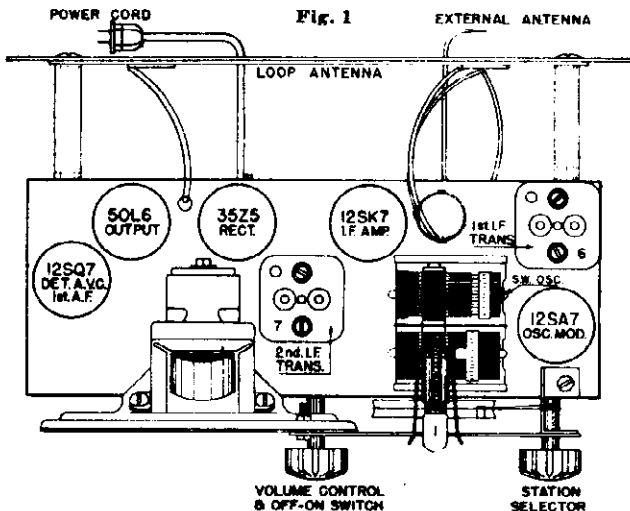 POWER CORD
Fig. 1
EXTERNAL ANTENNA
LOOP ANTENNA
50L6
OUTPUT
35Z5
RECT.
12SK7
I.F. AMP.
1st. I.F.
TRANS.
6
12SQ7
DET. A.V.C.
1st. A.F.
S.W. OSC.
12SA7
OSC. MOD.
7
2nd. I.F.
TRANS.
VOLUME CONTROL
& OFF-ON SWITCH
STATION
SELECTOR